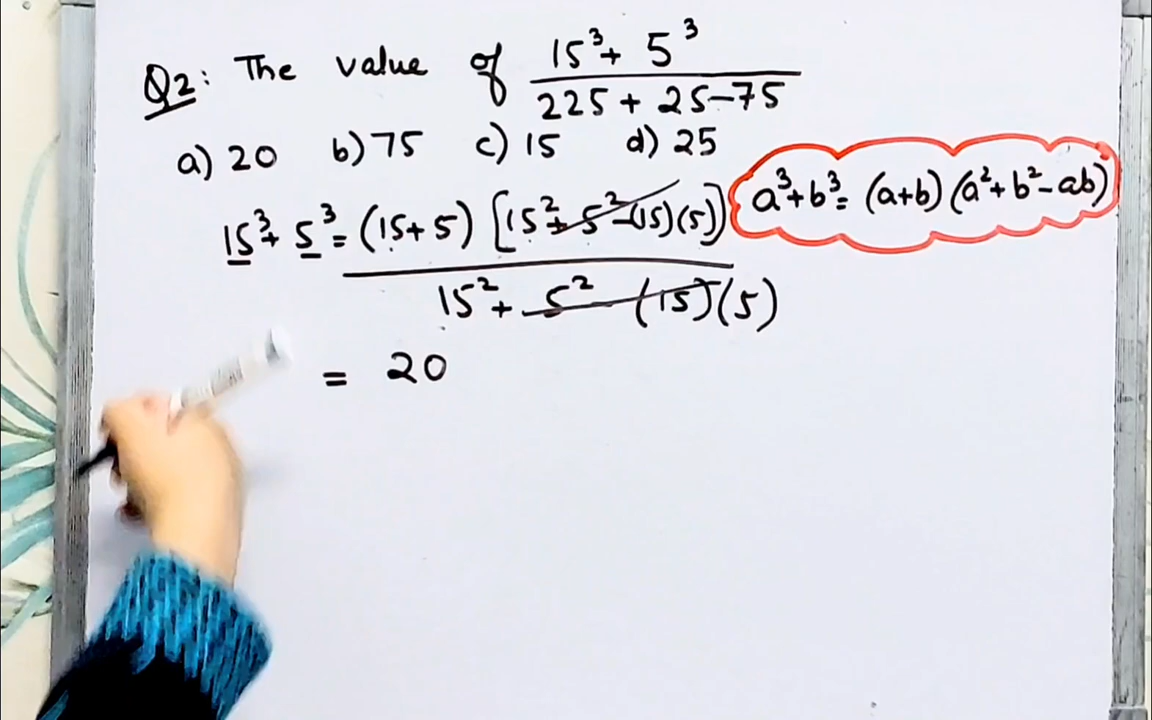 Q2: The value of 15³+ 5³
225 + 25-75
a) 20 b) 75 c) 15 d) 25
a³+b³= (a+b) (a²+b²-ab)
15³+ 5³= (15+5) [15²+ 5²-(15)(5)]
15²+ 5² (15)(5)
= 20